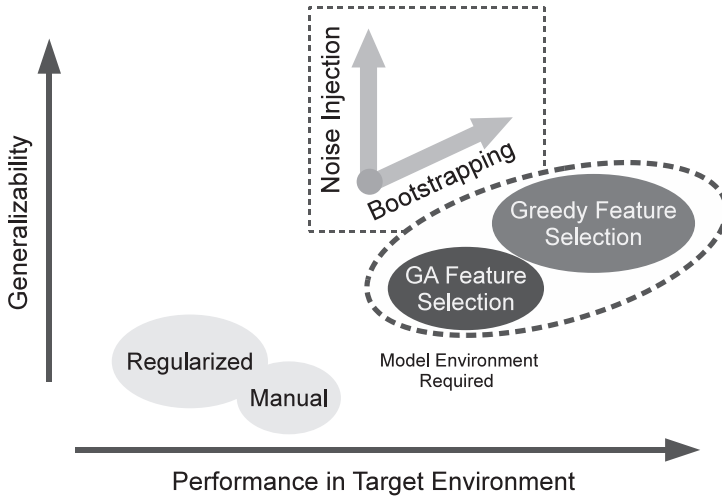 Generalizability
Noise Injection
Bootstrapping
Greedy Feature
Selection
GA Feature
Selection
Regularized
Manual
Model Environment
Required
Performance in Target Environment